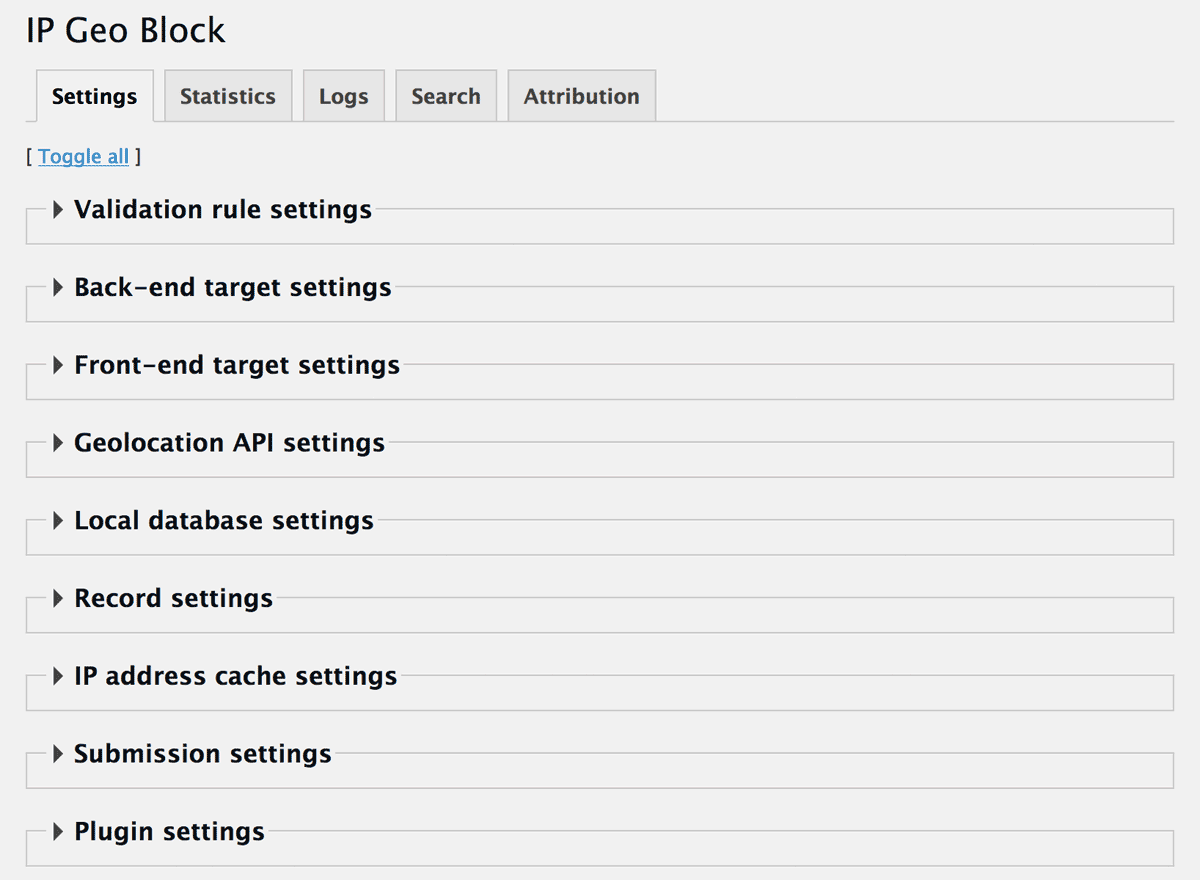 IP Geo Block
Settings Statistics Logs Search Attribution
[ Toggle all ]
Validation rule settings
Back-end target settings
Front-end target settings
Geolocation API settings
Local database settings
Record settings
IP address cache settings
Submission settings
Plugin settings